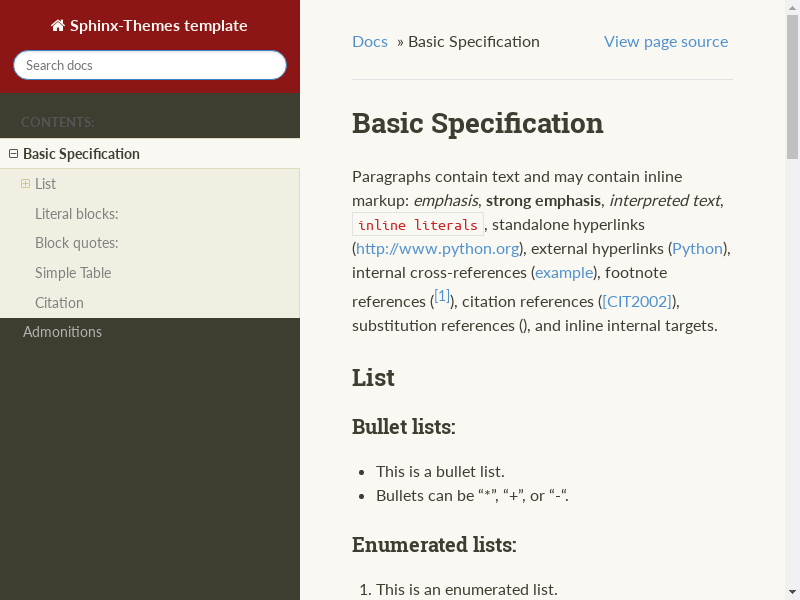 Sphinx-Themes template
Search docs
CONTENTS:
Basic Specification
List
Literal blocks:
Block quotes:
Simple Table
Citation
Admonitions
Docs » Basic Specification View page source
Basic Specification
Paragraphs contain text and may contain inline
markup: emphasis, strong emphasis, interpreted text,
inline literals, standalone hyperlinks
(http://www.python.org), external hyperlinks (Python),
internal cross-references (example), footnote
references ([1]), citation references ([CIT2002]),
substitution references (), and inline internal targets.
List
Bullet lists:
• This is a bullet list.
• Bullets can be “*”, “+”, or “-“.
Enumerated lists:
1. This is an enumerated list.